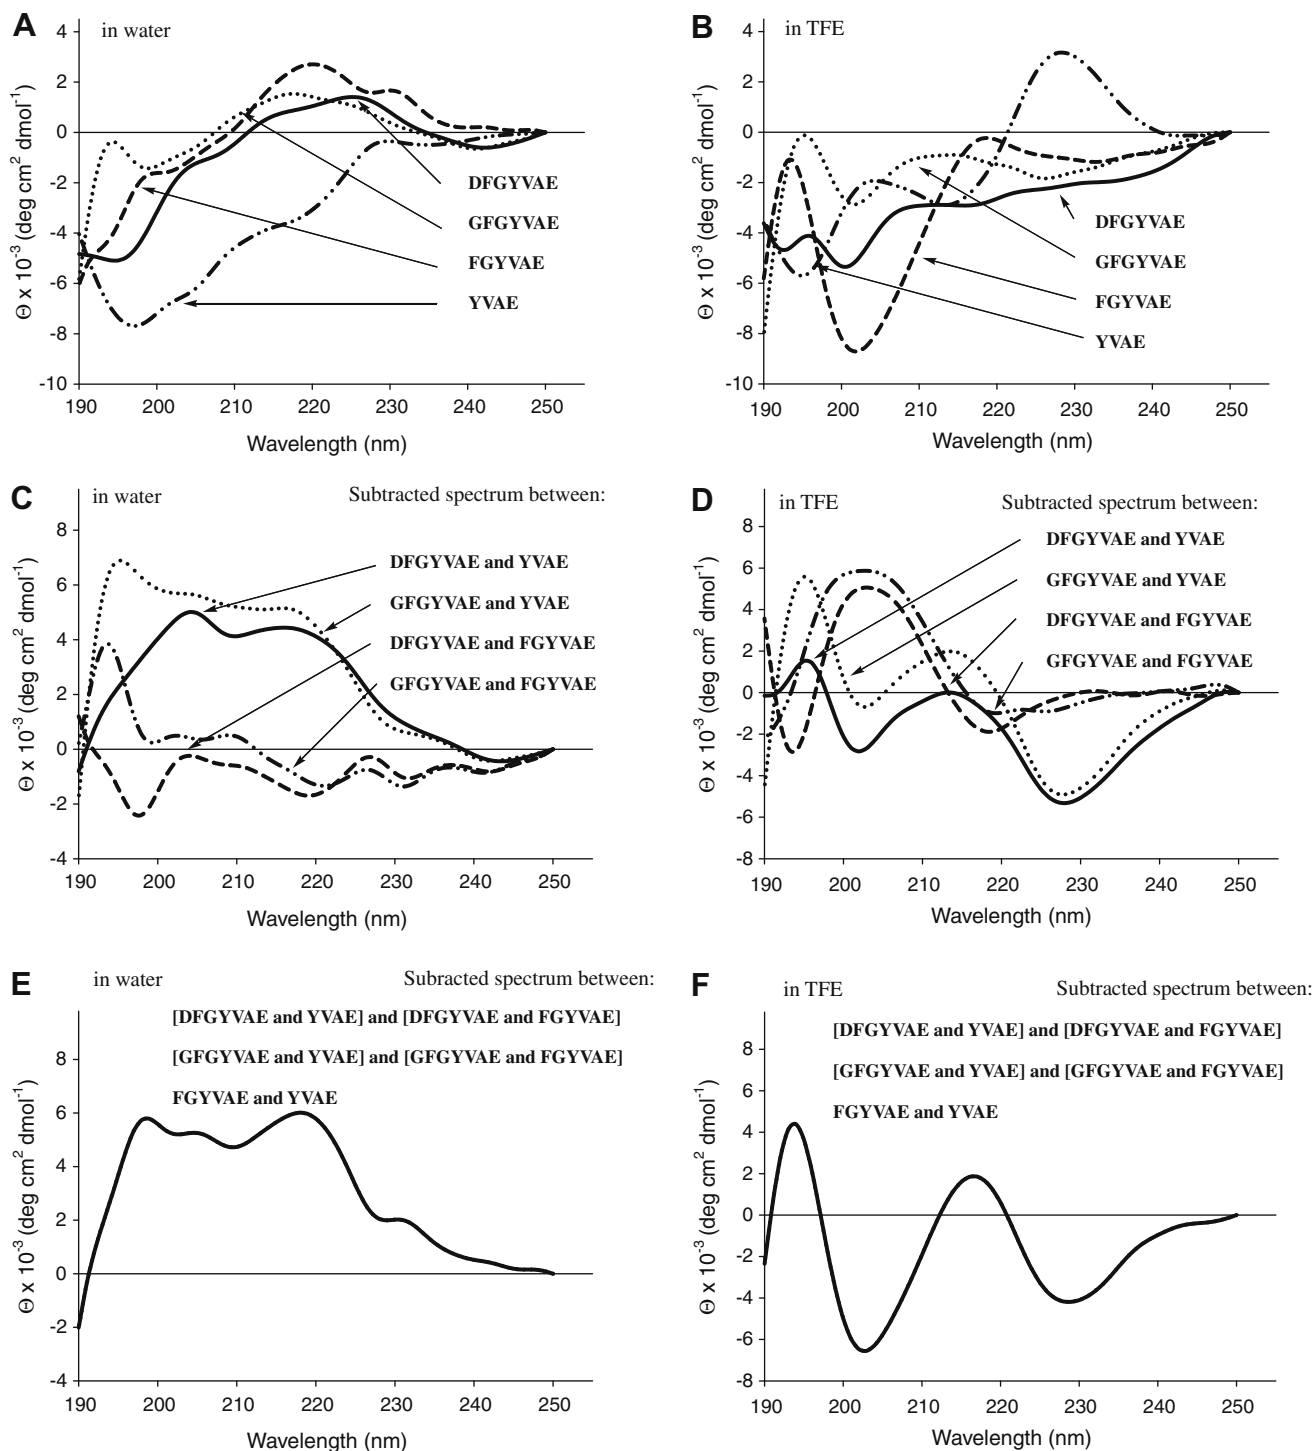 A
in water
4
2
0
-2
-4
-6
-8
-10
Θ x 10⁻³ (deg cm² dmol⁻¹)
DFGYVAE
GFGYVAE
FGYVAE
YVAE
190 200 210 220 230 240 250
Wavelength (nm)
B
in TFE
4
2
0
-2
-4
-6
-8
-10
Θ x 10⁻³ (deg cm² dmol⁻¹)
DFGYVAE
GFGYVAE
FGYVAE
YVAE
190 200 210 220 230 240 250
Wavelength (nm)
C
in water
Subtracted spectrum between:
8
6
4
2
0
-2
-4
Θ x 10⁻³ (deg cm² dmol⁻¹)
DFGYVAE and YVAE
GFGYVAE and YVAE
DFGYVAE and FGYVAE
GFGYVAE and FGYVAE
190 200 210 220 230 240 250
Wavelength (nm)
D
in TFE
Subtracted spectrum between:
8
6
4
2
0
-2
-4
-6
-8
Θ x 10⁻³ (deg cm² dmol⁻¹)
DFGYVAE and YVAE
GFGYVAE and YVAE
DFGYVAE and FGYVAE
GFGYVAE and FGYVAE
190 200 210 220 230 240 250
Wavelength (nm)
E
in water
Subracted spectrum between:
[DFGYVAE and YVAE] and [DFGYVAE and FGYVAE]
[GFGYVAE and YVAE] and [GFGYVAE and FGYVAE]
FGYVAE and YVAE
8
6
4
2
0
-2
-4
Θ x 10⁻³ (deg cm² dmol⁻¹)
190 200 210 220 230 240 250
Wavelength (nm)
F
in TFE
Subtracted spectrum between:
[DFGYVAE and YVAE] and [DFGYVAE and FGYVAE]
[GFGYVAE and YVAE] and [GFGYVAE and FGYVAE]
FGYVAE and YVAE
8
6
4
2
0
-2
-4
-6
-8
Θ x 10⁻³ (deg cm² dmol⁻¹)
190 200 210 220 230 240 250
Wavelength (nm)